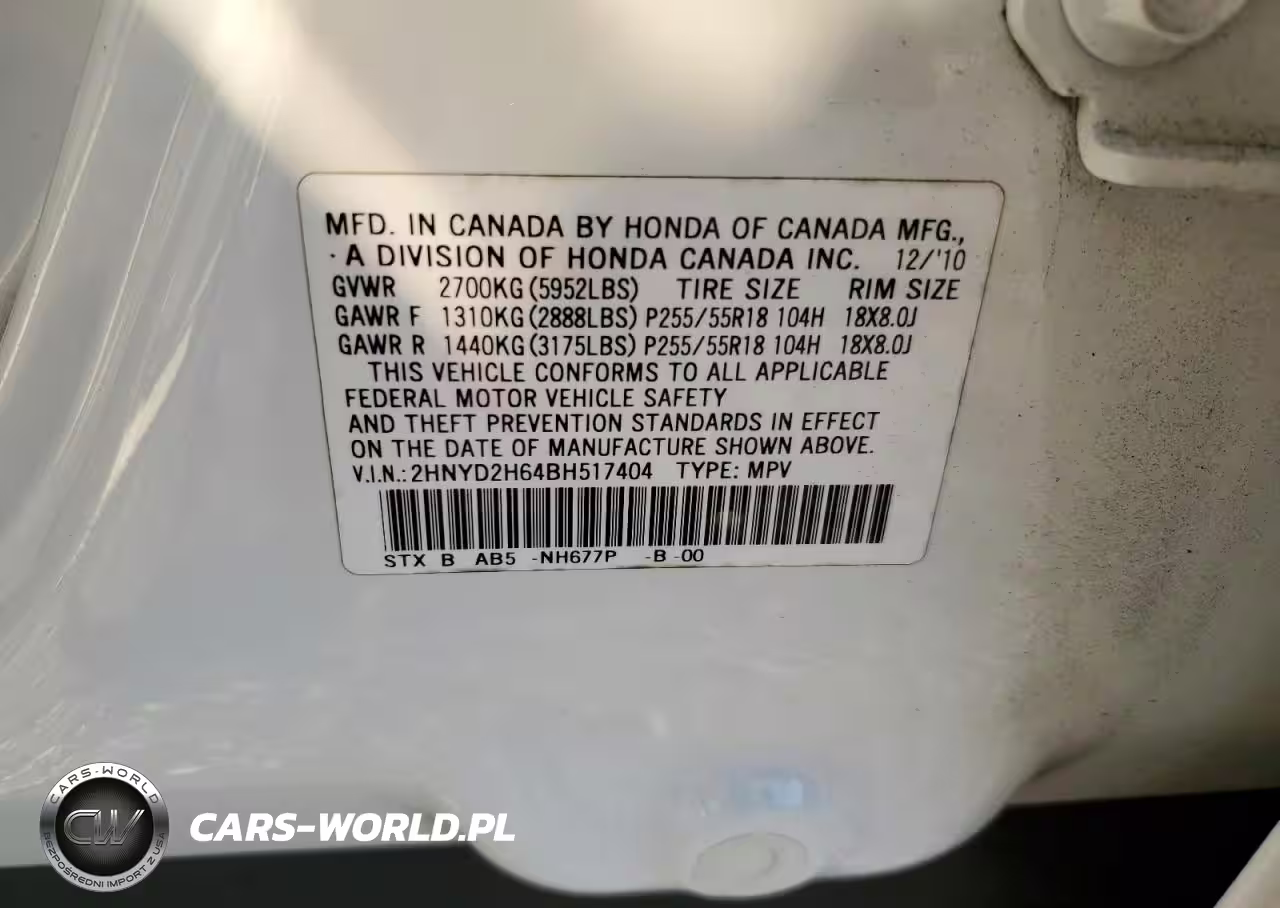 MFD. IN CANADA BY HONDA OF CANADA MFG.,
A DIVISION OF HONDA CANADA INC. 12/'10
GVWR 2700KG (5952LBS) TIRE SIZE RIM SIZE
GAWR F 1310KG (2888LBS) P255/55R18 104H 18X8.0J
GAWR R 1440KG (3175LBS) P255/55R18 104H 18X8.0J
THIS VEHICLE CONFORMS TO ALL APPLICABLE
FEDERAL MOTOR VEHICLE SAFETY
AND THEFT PREVENTION STANDARDS IN EFFECT
ON THE DATE OF MANUFACTURE SHOWN ABOVE.
V.I.N.: 2HNYD2H64BH517404 TYPE: MPV
STX B AB5 -NH677P -B -00
CARS-WORLD
CW
BEZPOŚREDNI IMPORT Z USA
CARS-WORLD.PL